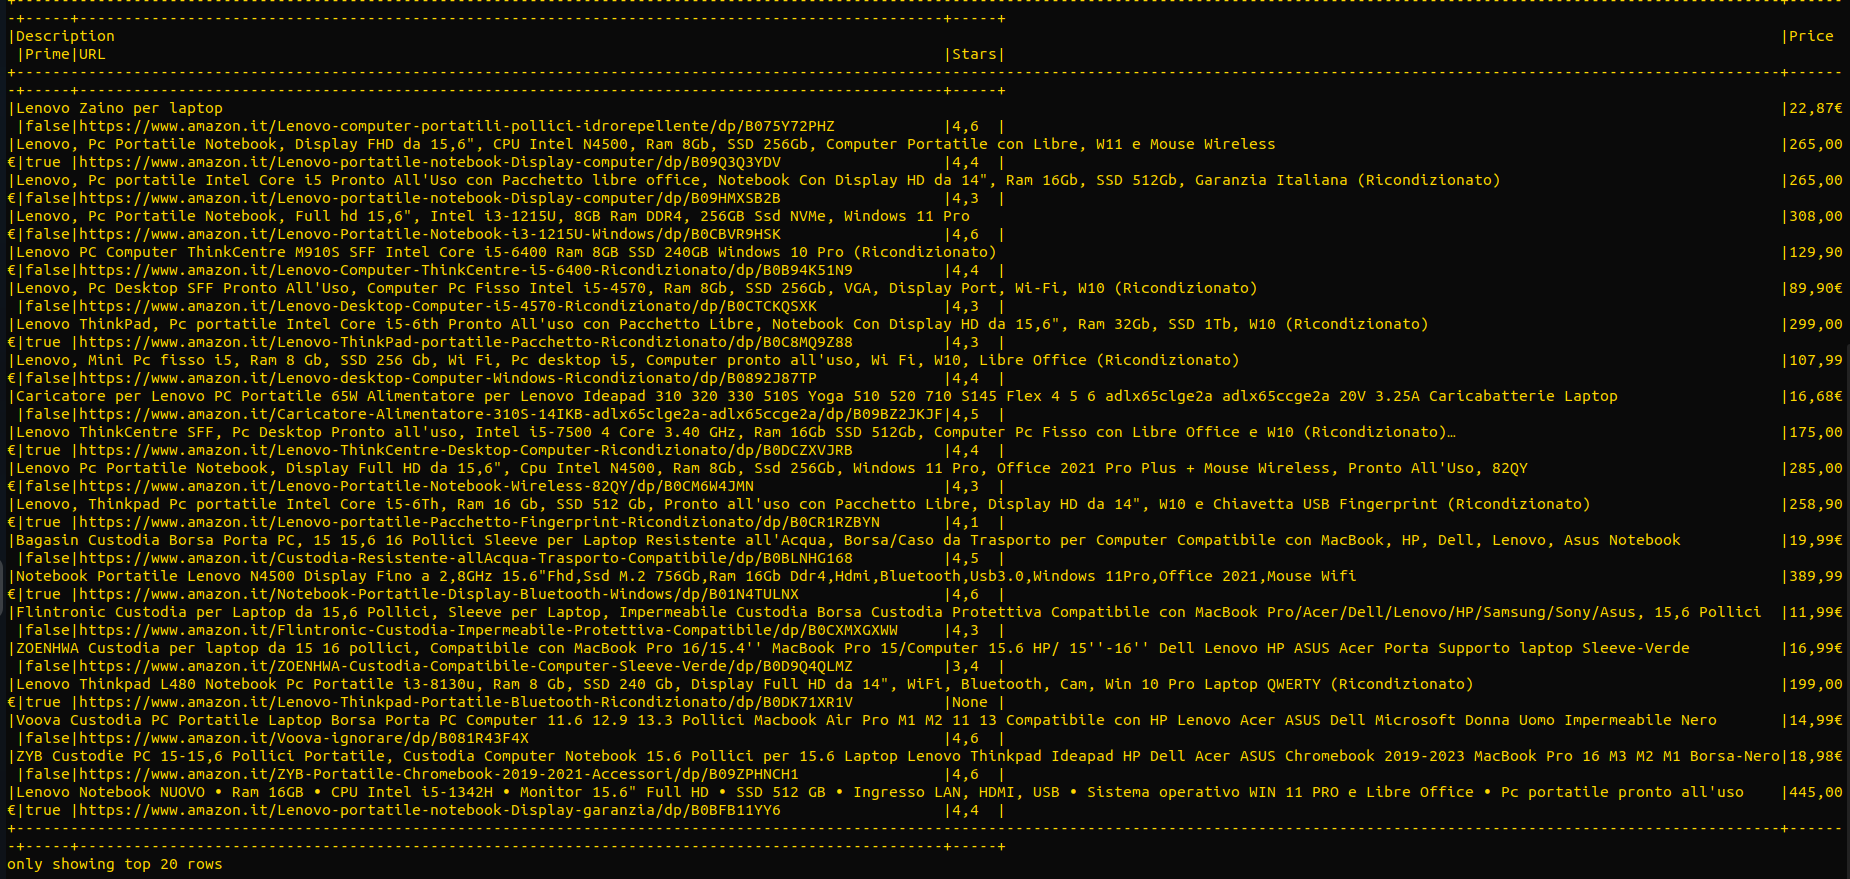 |Description |Price
|Prime|URL |Stars|
|Lenovo Zaino per laptop |22,87€
|false|https://www.amazon.it/Lenovo-computer-portatili-pollici-idrorepellente/dp/B075Y72PHZ |4,6 |
|Lenovo, Pc Portatile Notebook, Display FHD da 15,6", CPU Intel N4500, Ram 8Gb, SSD 256Gb, Computer Portatile con Libre, W11 e Mouse Wireless |265,00
€|true |https://www.amazon.it/Lenovo-portatile-notebook-Display-computer/dp/B09Q3Q3YDV |4,4 |
|Lenovo, Pc portatile Intel Core i5 Pronto All'Uso con Pacchetto libre office, Notebook Con Display HD da 14", Ram 16Gb, SSD 512Gb, Garanzia Italiana (Ricondizionato) |265,00
€|false|https://www.amazon.it/Lenovo-portatile-notebook-Display-computer/dp/B09HMXSB2B |4,3 |
|Lenovo, Pc Portatile Notebook, Full hd 15,6", Intel i3-1215U, 8GB Ram DDR4, 256GB Ssd NVMe, Windows 11 Pro |308,00
€|false|https://www.amazon.it/Lenovo-Portatile-Notebook-i3-1215U-Windows/dp/B0CBVR9HSK |4,6 |
|Lenovo PC Computer ThinkCentre M910S SFF Intel Core i5-6400 Ram 8GB SSD 240GB Windows 10 Pro (Ricondizionato) |129,90
€|false|https://www.amazon.it/Lenovo-Computer-ThinkCentre-i5-6400-Ricondizionato/dp/B0B94K51N9 |4,4 |
|Lenovo, Pc Desktop SFF Pronto All'Uso, Computer Pc Fisso Intel i5-4570, Ram 8Gb, SSD 256Gb, VGA, Display Port, Wi-Fi, W10 (Ricondizionato) |89,90€
|false|https://www.amazon.it/Lenovo-Desktop-Computer-i5-4570-Ricondizionato/dp/B0CTCKQSXK |4,3 |
|Lenovo ThinkPad, Pc portatile Intel Core i5-6th Pronto All'uso con Pacchetto Libre, Notebook Con Display HD da 15,6", Ram 32Gb, SSD 1Tb, W10 (Ricondizionato) |299,00
€|true |https://www.amazon.it/Lenovo-ThinkPad-portatile-Pacchetto-Ricondizionato/dp/B0C8MQ9Z88 |4,3 |
|Lenovo, Mini Pc fisso i5, Ram 8 Gb, SSD 256 Gb, Wi Fi, Pc desktop i5, Computer pronto all'uso, Wi Fi, W10, Libre Office (Ricondizionato) |107,99
€|false|https://www.amazon.it/Lenovo-desktop-Computer-Windows-Ricondizionato/dp/B0892J87TP |4,4 |
|Caricatore per Lenovo PC Portatile 65W Alimentatore per Lenovo Ideapad 310 320 330 510S Yoga 510 520 710 S145 Flex 4 5 6 adlx65clge2a adlx65ccge2a 20V 3.25A Caricabatterie Laptop |16,68€
|false|https://www.amazon.it/Caricatore-Alimentatore-310S-14IKB-adlx65clge2a-adlx65ccge2a/dp/B09BZ2JKJF|4,5 |
|Lenovo ThinkCentre SFF, Pc Desktop Pronto all'uso, Intel i5-7500 4 Core 3.40 GHz, Ram 16Gb SSD 512Gb, Computer Pc Fisso con Libre Office e W10 (Ricondizionato)… |175,00
€|true |https://www.amazon.it/Lenovo-ThinkCentre-Desktop-Computer-Ricondizionato/dp/B0DCZXVJRB |4,4 |
|Lenovo Pc Portatile Notebook, Display Full HD da 15,6", Cpu Intel N4500, Ram 8Gb, Ssd 256Gb, Windows 11 Pro, Office 2021 Pro Plus + Mouse Wireless, Pronto All'Uso, 82QY |285,00
€|false|https://www.amazon.it/Lenovo-Portatile-Notebook-Wireless-82QY/dp/B0CM6W4JMN |4,3 |
|Lenovo, Thinkpad Pc portatile Intel Core i5-6Th, Ram 16 Gb, SSD 512 Gb, Pronto all'uso con Pacchetto Libre, Display HD da 14", W10 e Chiavetta USB Fingerprint (Ricondizionato) |258,90
€|true |https://www.amazon.it/Lenovo-portatile-Pacchetto-Fingerprint-Ricondizionato/dp/B0CR1RZBYN |4,1 |
|Bagasin Custodia Borsa Porta PC, 15 15,6 16 Pollici Sleeve per Laptop Resistente all'Acqua, Borsa/Caso da Trasporto per Computer Compatibile con MacBook, HP, Dell, Lenovo, Asus Notebook |19,99€
|false|https://www.amazon.it/Custodia-Resistente-allAcqua-Trasporto-Compatibile/dp/B0BLNHG168 |4,5 |
|Notebook Portatile Lenovo N4500 Display Fino a 2,8GHz 15.6"Fhd,Ssd M.2 756Gb,Ram 16Gb Ddr4,Hdmi,Bluetooth,Usb3.0,Windows 11Pro,Office 2021,Mouse Wifi |389,99
€|true |https://www.amazon.it/Notebook-Portatile-Display-Bluetooth-Windows/dp/B01N4TULNX |4,6 |
|Flintronic Custodia per Laptop da 15,6 Pollici, Sleeve per Laptop, Impermeabile Custodia Borsa Custodia Protettiva Compatibile con MacBook Pro/Acer/Dell/Lenovo/HP/Samsung/Sony/Asus, 15,6 Pollici |11,99€
|false|https://www.amazon.it/Flintronic-Custodia-Impermeabile-Protettiva-Compatibile/dp/B0CXMXGXWW |4,3 |
|ZOENHWA Custodia per laptop da 15 16 pollici, Compatibile con MacBook Pro 16/15.4'' MacBook Pro 15/Computer 15.6 HP/ 15''-16'' Dell Lenovo HP ASUS Acer Porta Supporto laptop Sleeve-Verde |16,99€
|false|https://www.amazon.it/ZOENHWA-Custodia-Compatibile-Computer-Sleeve-Verde/dp/B0D9Q4QLMZ |3,4 |
|Lenovo Thinkpad L480 Notebook Pc Portatile i3-8130u, Ram 8 Gb, SSD 240 Gb, Display Full HD da 14", WiFi, Bluetooth, Cam, Win 10 Pro Laptop QWERTY (Ricondizionato) |199,00
€|true |https://www.amazon.it/Lenovo-Thinkpad-Portatile-Bluetooth-Ricondizionato/dp/B0DK71XR1V |None |
|Voova Custodia PC Portatile Laptop Borsa Porta PC Computer 11.6 12.9 13.3 Pollici Macbook Air Pro M1 M2 11 13 Compatibile con HP Lenovo Acer ASUS Dell Microsoft Donna Uomo Impermeabile Nero |14,99€
|false|https://www.amazon.it/Voova-ignorare/dp/B081R43F4X |4,6 |
|ZYB Custodie PC 15-15,6 Pollici Portatile, Custodia Computer Notebook 15.6 Pollici per 15.6 Laptop Lenovo Thinkpad Ideapad HP Dell Acer ASUS Chromebook 2019-2023 MacBook Pro 16 M3 M2 M1 Borsa-Nero|18,98€
|false|https://www.amazon.it/ZYB-Portatile-Chromebook-2019-2021-Accessori/dp/B09ZPHNCH1 |4,6 |
|Lenovo Notebook NUOVO • Ram 16GB • CPU Intel i5-1342H • Monitor 15.6" Full HD • SSD 512 GB • Ingresso LAN, HDMI, USB • Sistema operativo WIN 11 PRO e Libre Office • Pc portatile pronto all'uso |445,00
€|true |https://www.amazon.it/Lenovo-portatile-notebook-Display-garanzia/dp/B0BFB11YY6 |4,4 |
only showing top 20 rows